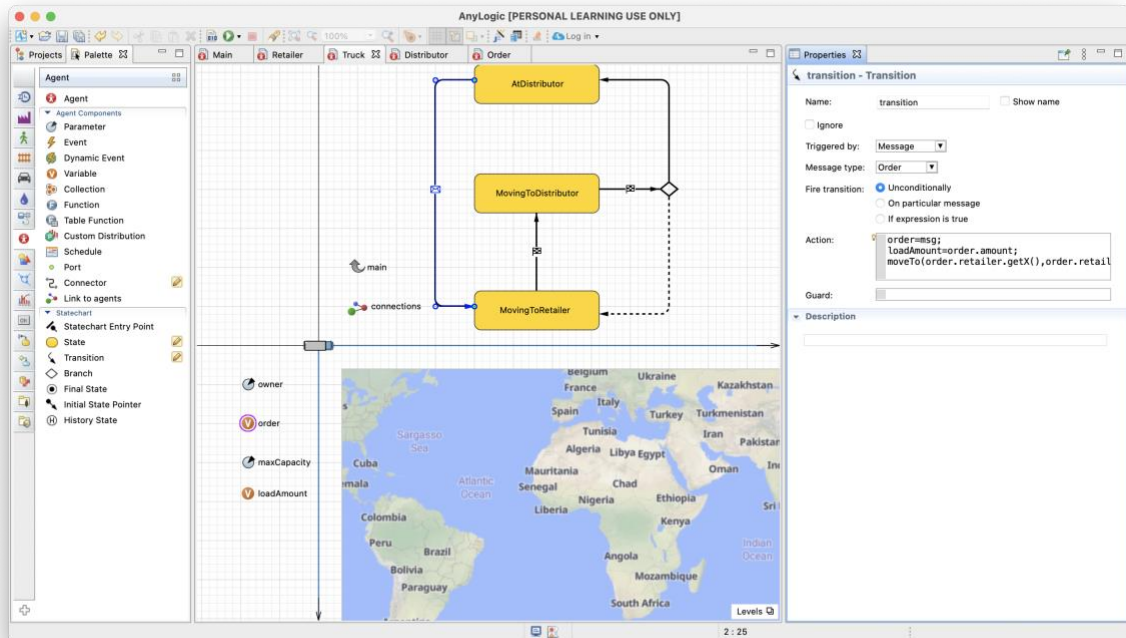 AnyLogic [PERSONAL LEARNING USE ONLY]
100%
Log in
Projects
Palette
Main
Retailer
Truck
Distributor
Order
Properties
Agent
Agent
Agent Components
Parameter
Event
Dynamic Event
Variable
Collection
Function
Table Function
Custom Distribution
Schedule
Port
Connector
Link to agents
Statechart
Statechart Entry Point
State
Transition
Branch
Final State
Initial State Pointer
History State
AtDistributor
MovingToDistributor
MovingToRetailer
main
connections
owner
order
maxCapacity
loadAmount
Belgium
Ukraine
France
Kazakhstan
Italy
Spain
Turkey
Turkmenistan
Sargasso
Sea
Tunisia
Iran
Pakistan
Algeria
Libya
Egypt
Cuba
Mauritania
Oman
Atlantic
Ocean
Senegal
Chad
Nigeria
Ethiopia
Liberia
Sri
Colombia
Kenya
Peru
Brazil
Indian
Ocean
Angola
Bolivia
Mozambique
Paraguay
South Africa
Levels
transition - Transition
Name:
transition
Show name
Ignore
Triggered by:
Message
Message type:
Order
Fire transition:
Unconditionally
On particular message
If expression is true
Action:
order=msg;
loadAmount=order.amount;
moveTo(order.retailer.getX(),order.retail
Guard:
Description
2 : 25